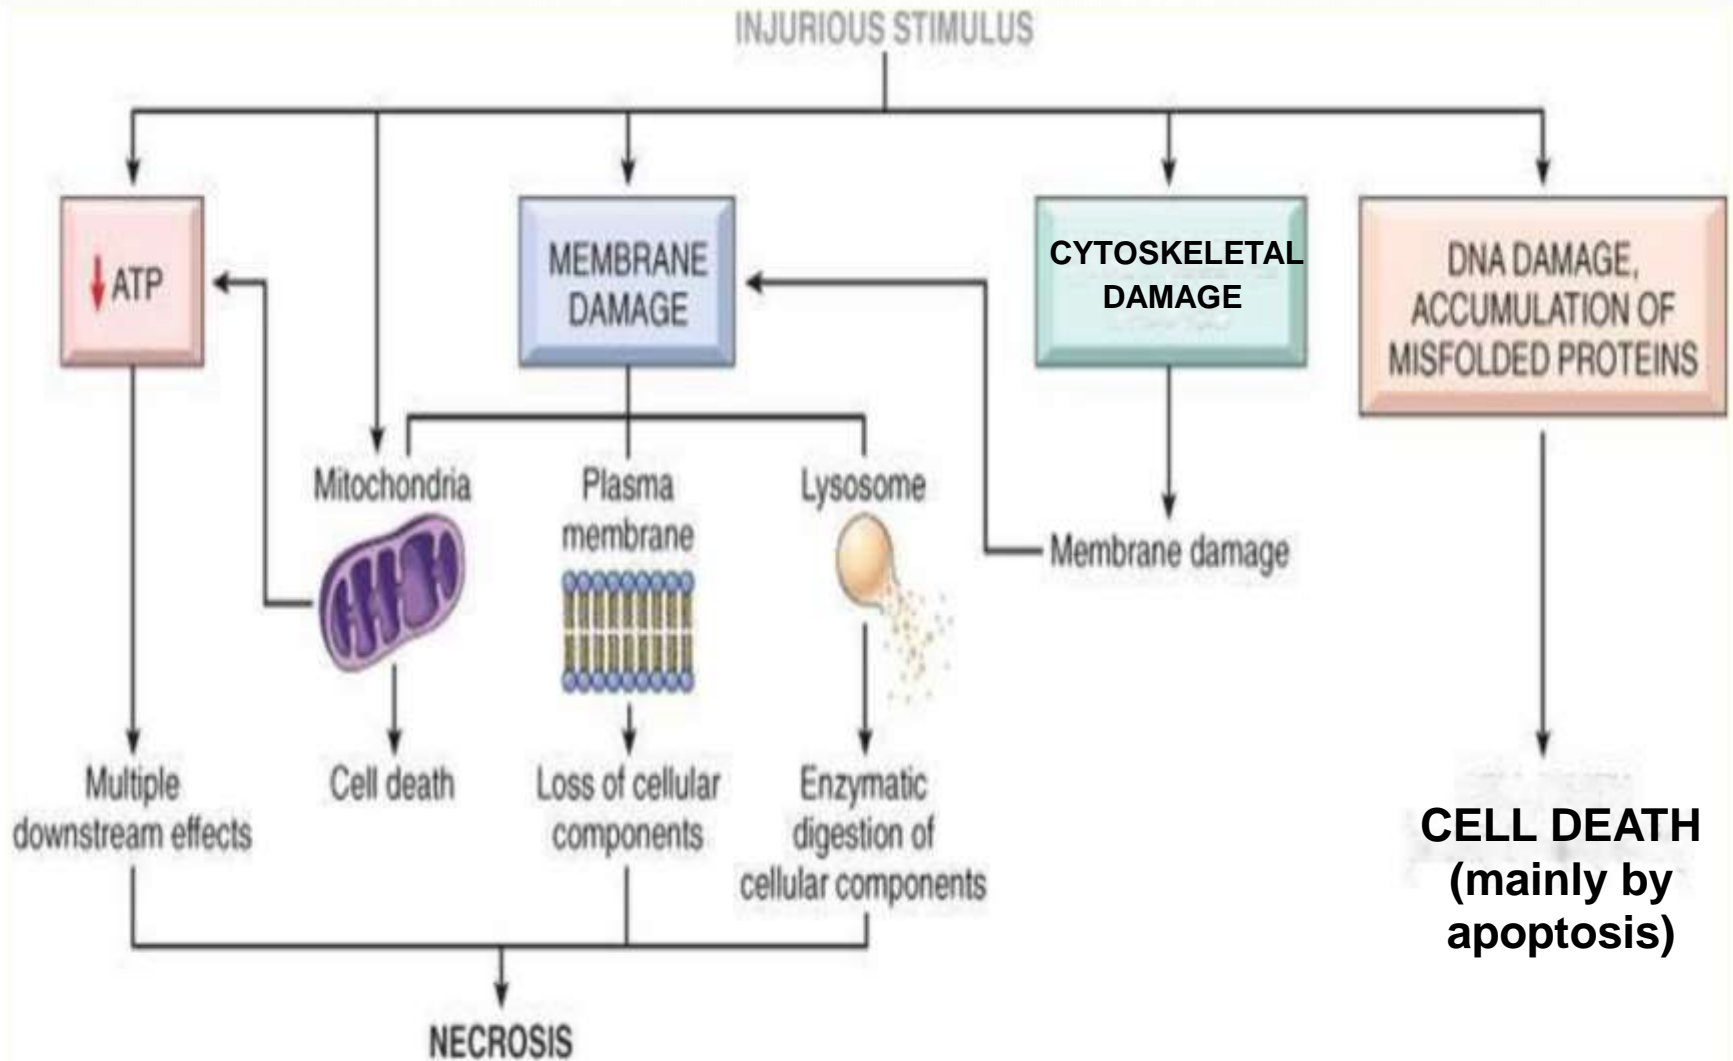 INJURIOUS STIMULUS
ATP
MEMBRANE
DAMAGE
CYTOSKELETAL
DAMAGE
DNA DAMAGE,
ACCUMULATION OF
MISFOLDED PROTEINS
Mitochondria
Plasma
membrane
Lysosome
Membrane damage
Multiple
downstream effects
Cell death
Loss of cellular
components
Enzymatic
digestion of
cellular components
CELL DEATH
(mainly by
apoptosis)
NECROSIS